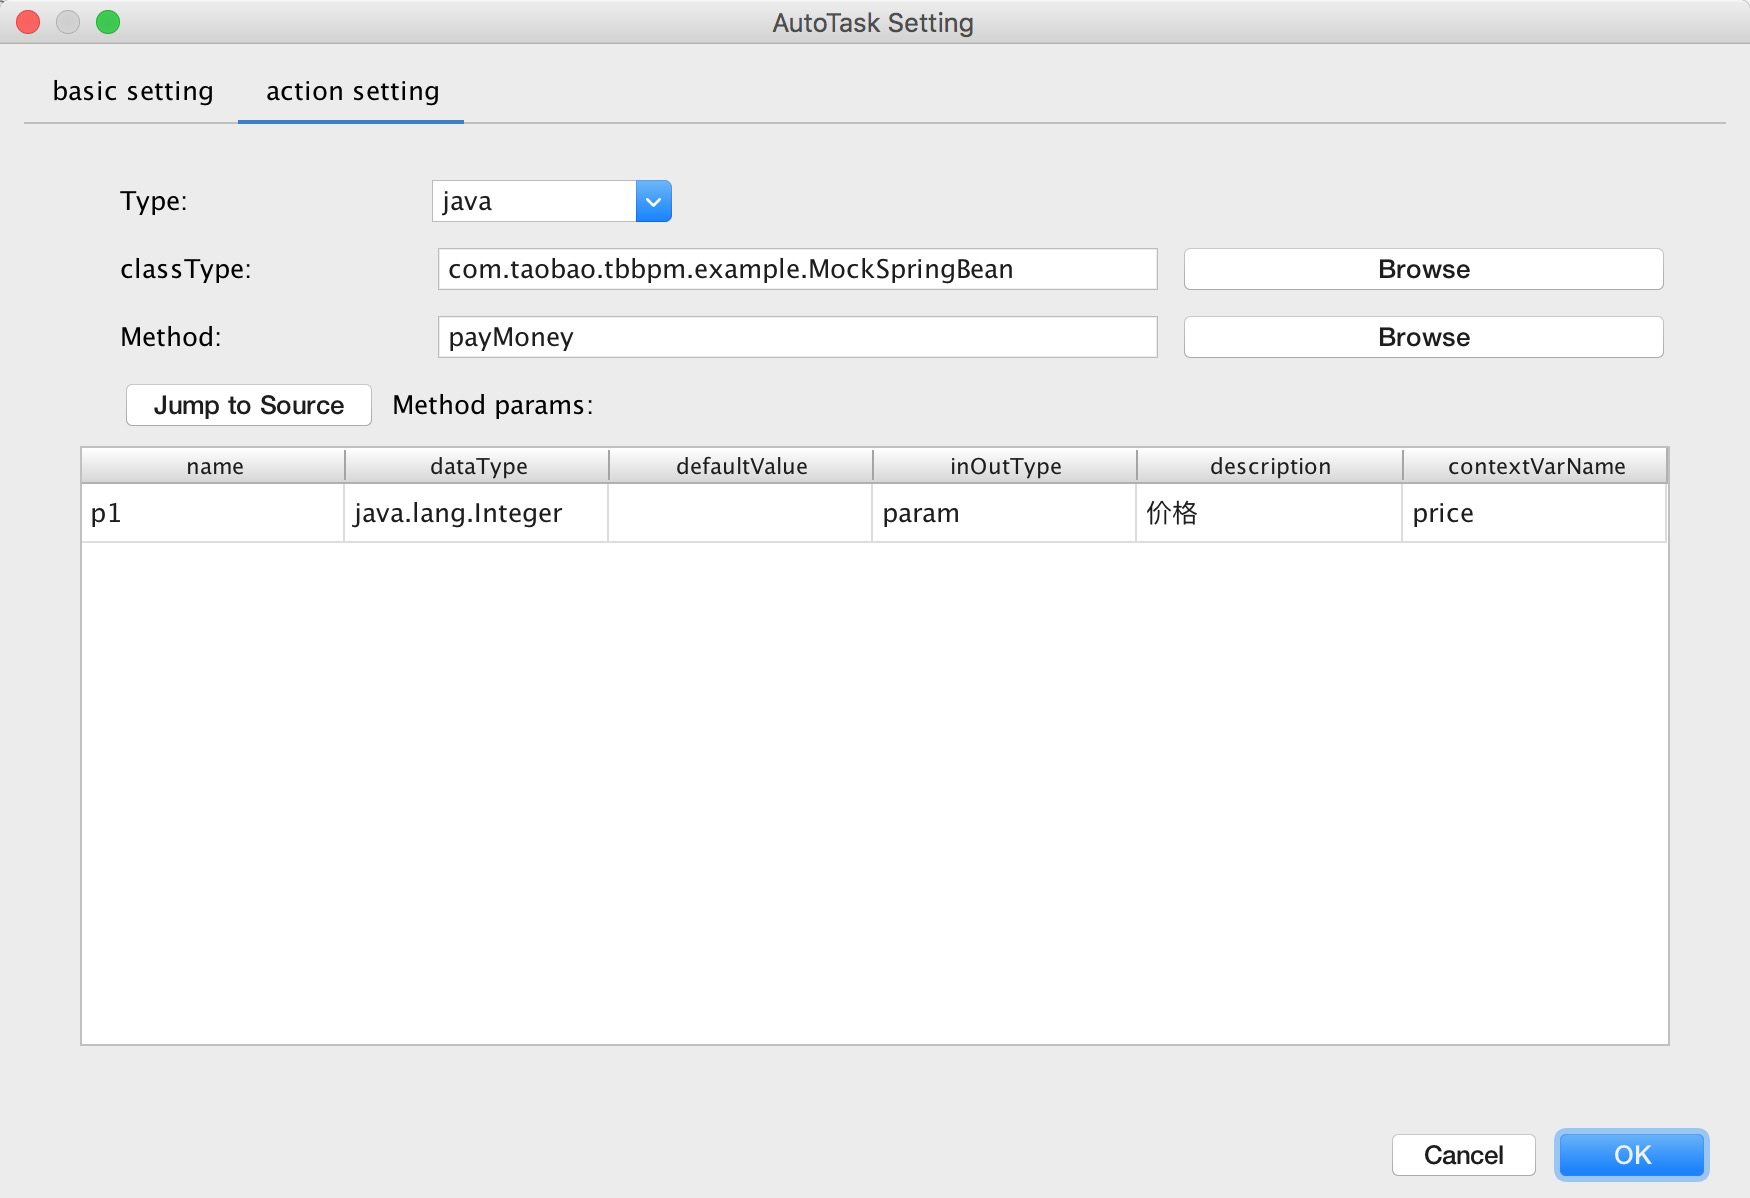 AutoTask Setting
basic setting action setting
Type: java
classType: com.taobao.tbbpm.example.MockSpringBean Browse
Method: payMoney Browse
Jump to Source Method params:
name dataType defaultValue inOutType description contextVarName
p1 java.lang.Integer param 价格 price
Cancel OK